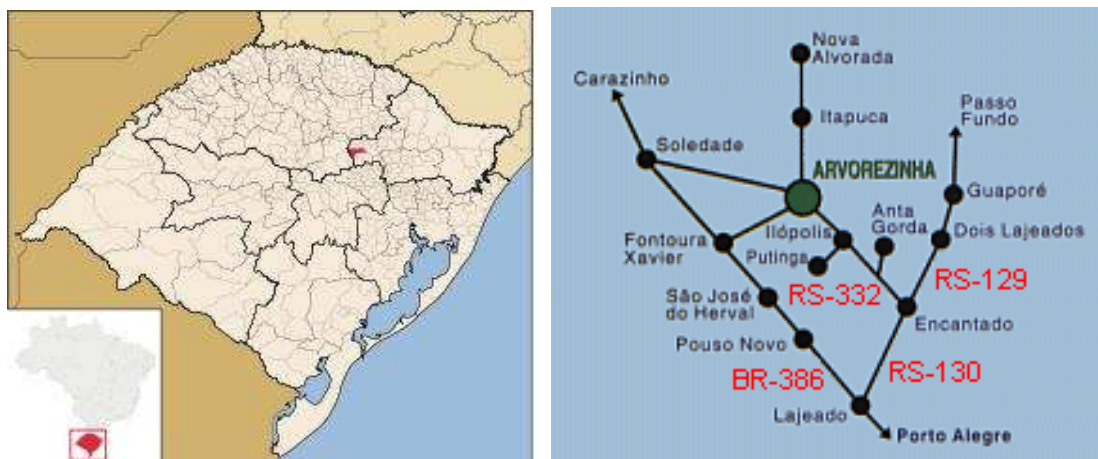 Nova
Alvorada
Carazinho
Passo
Fundo
Itapuca
Soledade
ARVOREZINHA
Guaporé
Anta
Gorda
Ilópolis
Dois Lajeados
Fontoura
Xavier
Putinga
RS-332
RS-129
São José
do Herval
Encantado
Pouso Novo
BR-386
RS-130
Lajeado
Porto Alegre